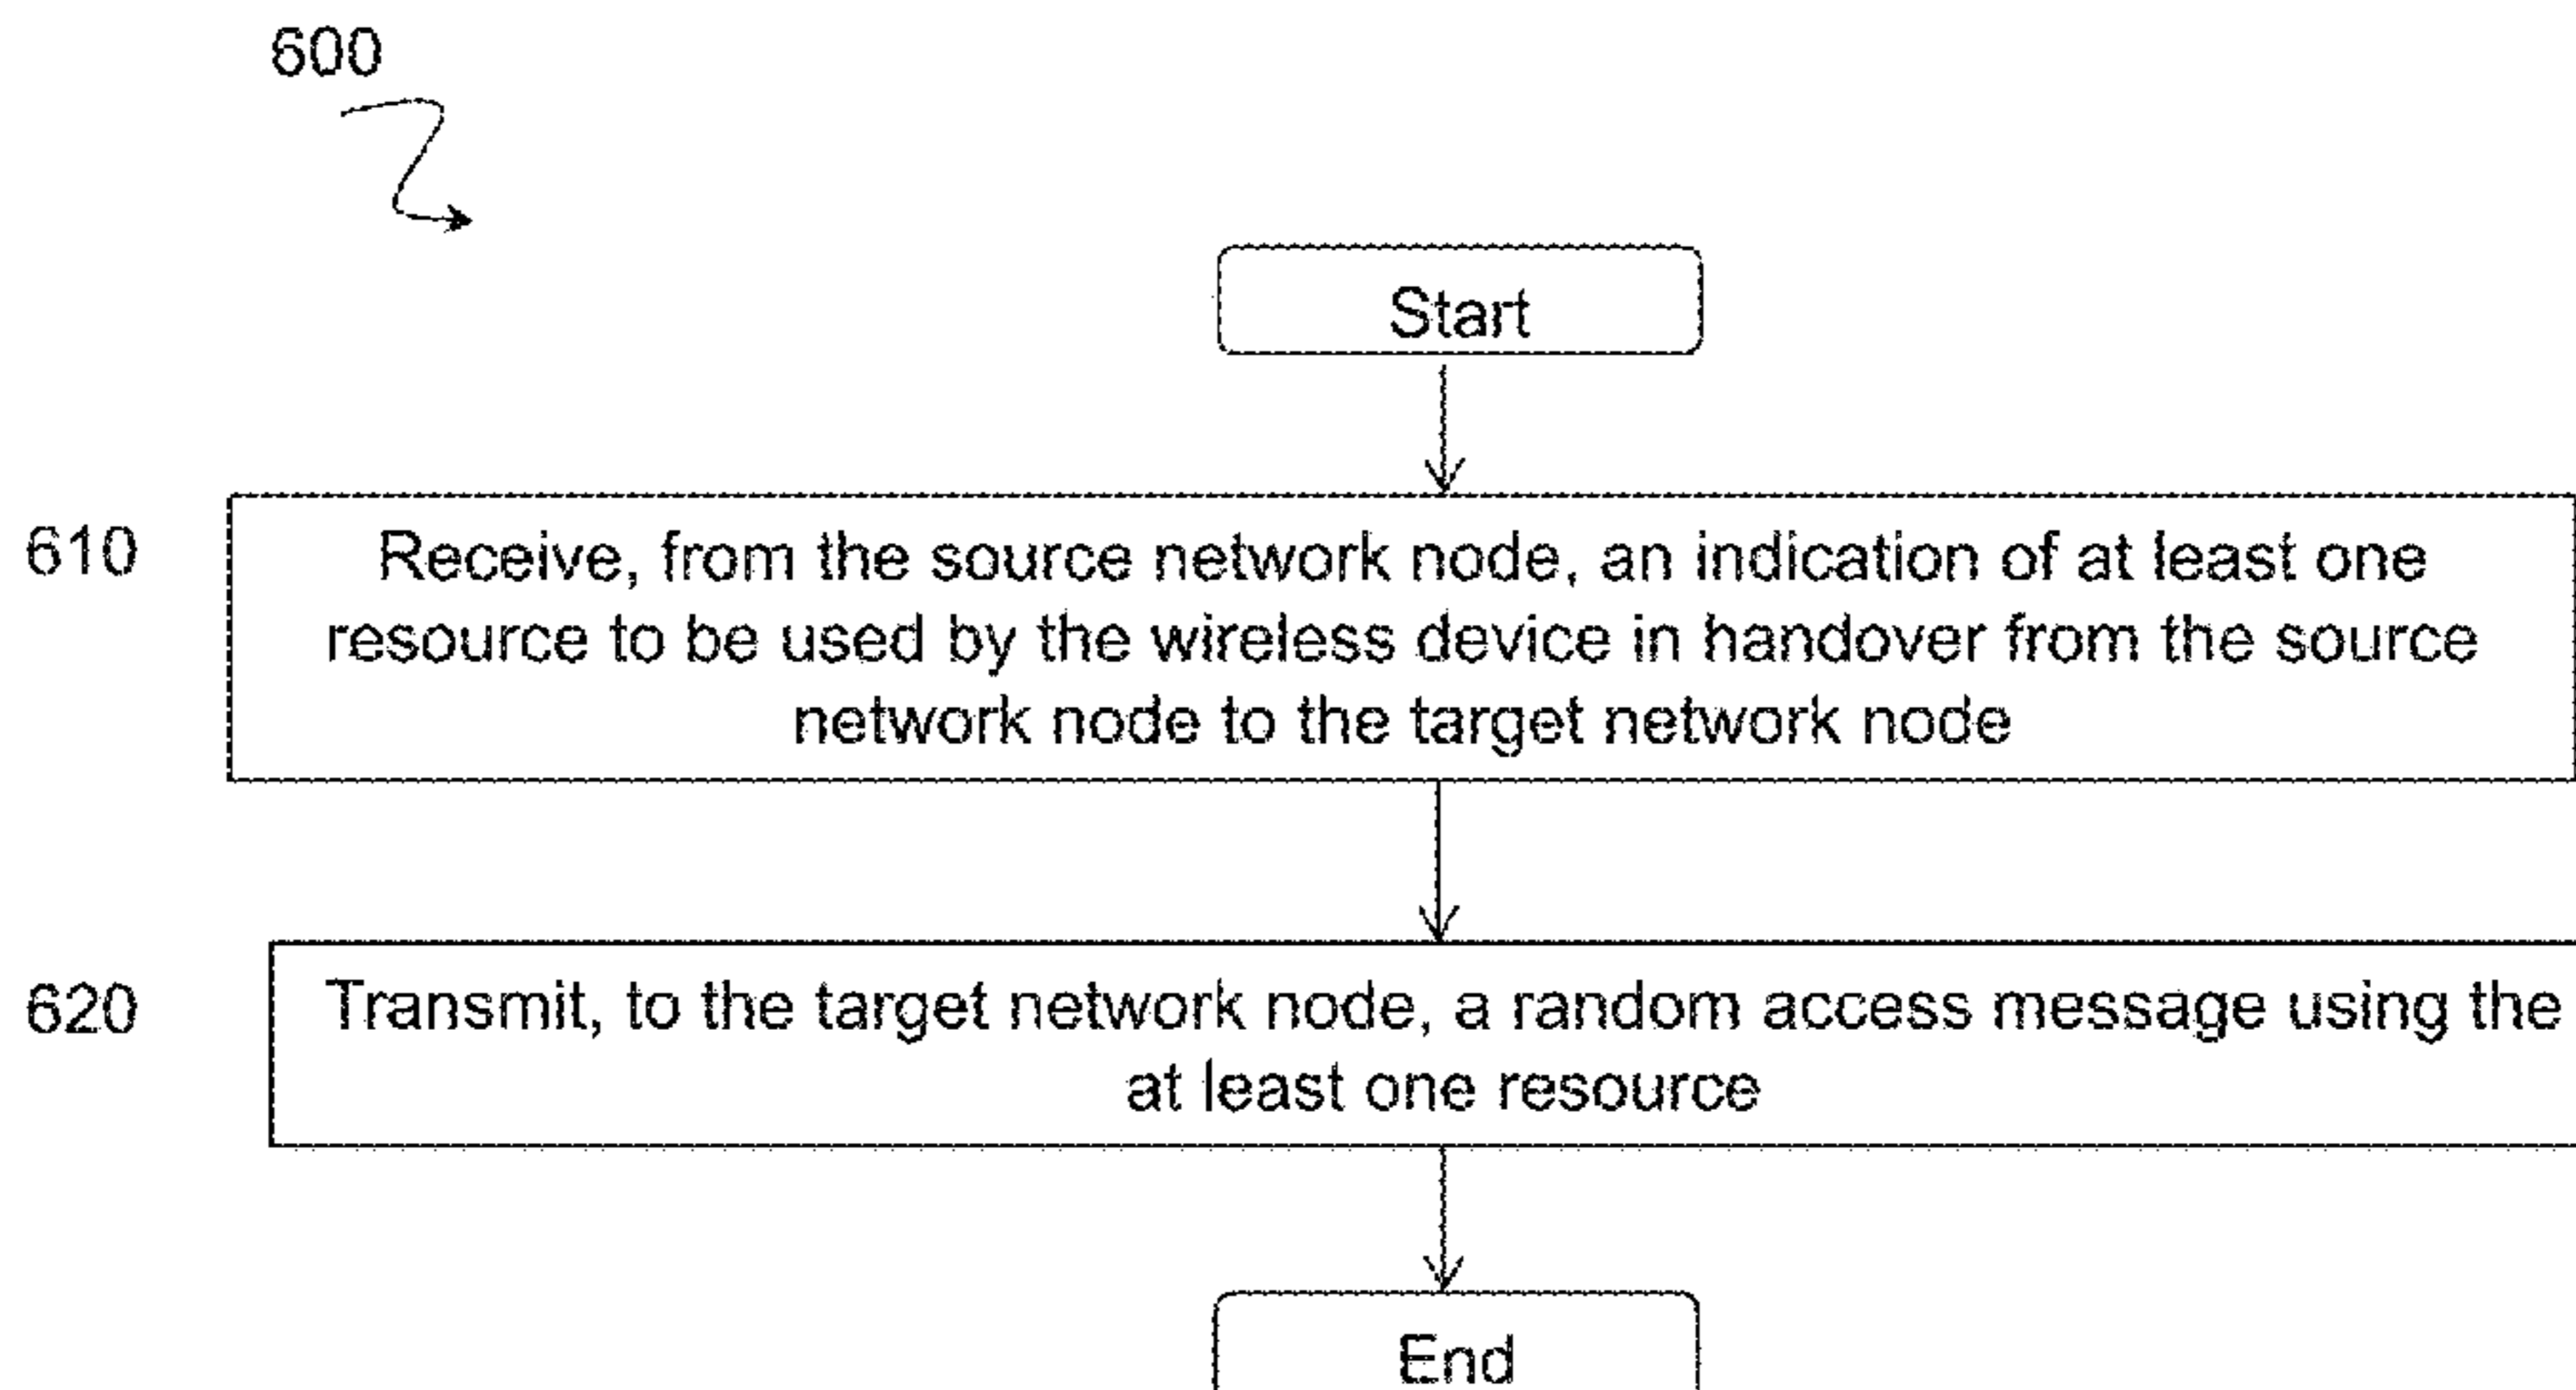 600
Start
610
Receive, from the source network node, an indication of at least one
resource to be used by the wireless device in handover from the source
network node to the target network node
620
Transmit, to the target network node, a random access message using the
at least one resource
End